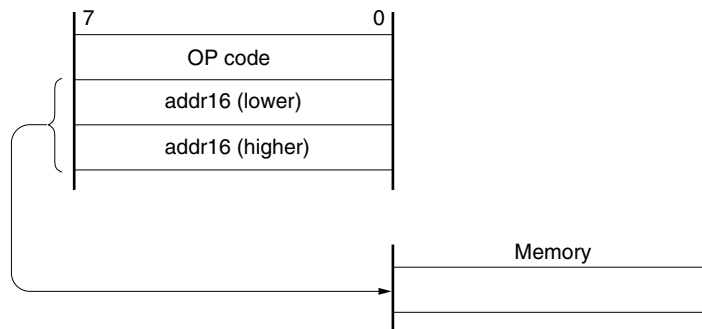 7 0
OP code
addr16 (lower)
addr16 (higher)
Memory